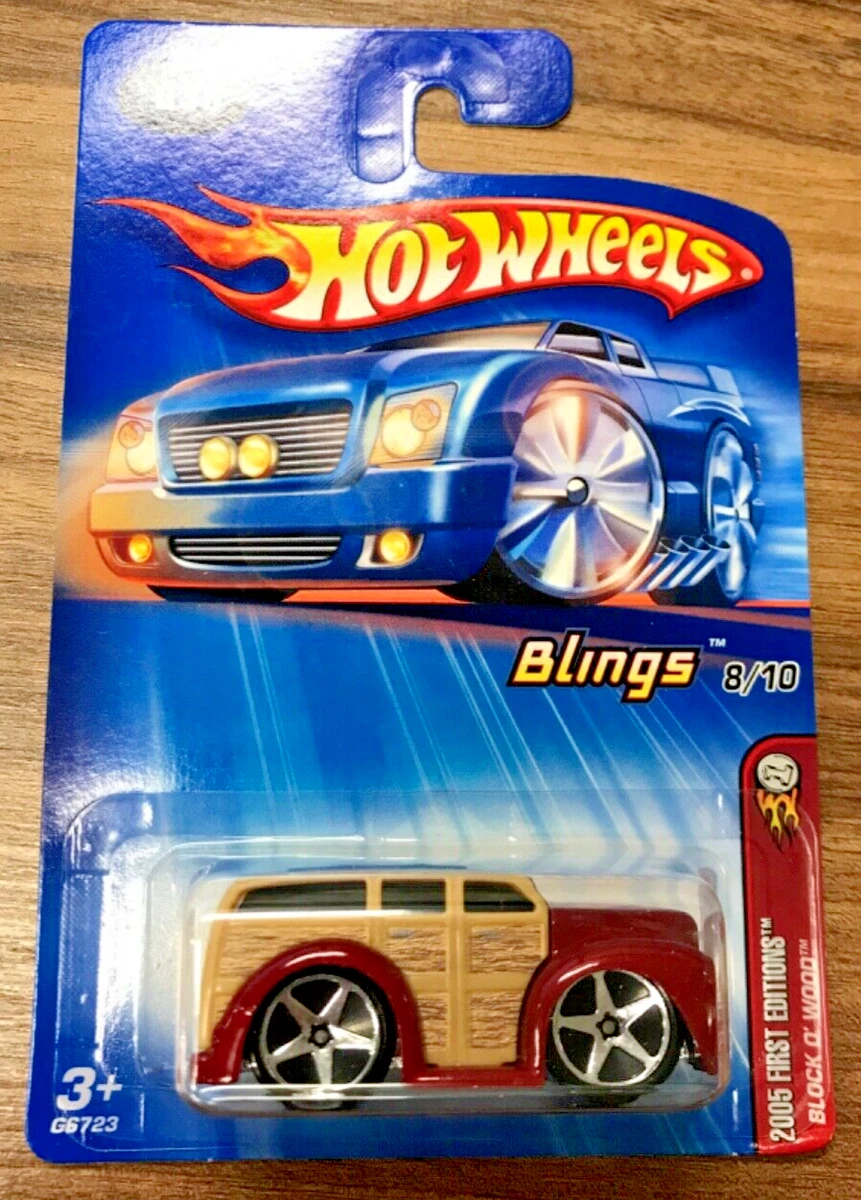 HOT WHEELS
Blings™ 8/10
2005 FIRST EDITIONS™
BLOCK O' WOOD™
3+
G6723